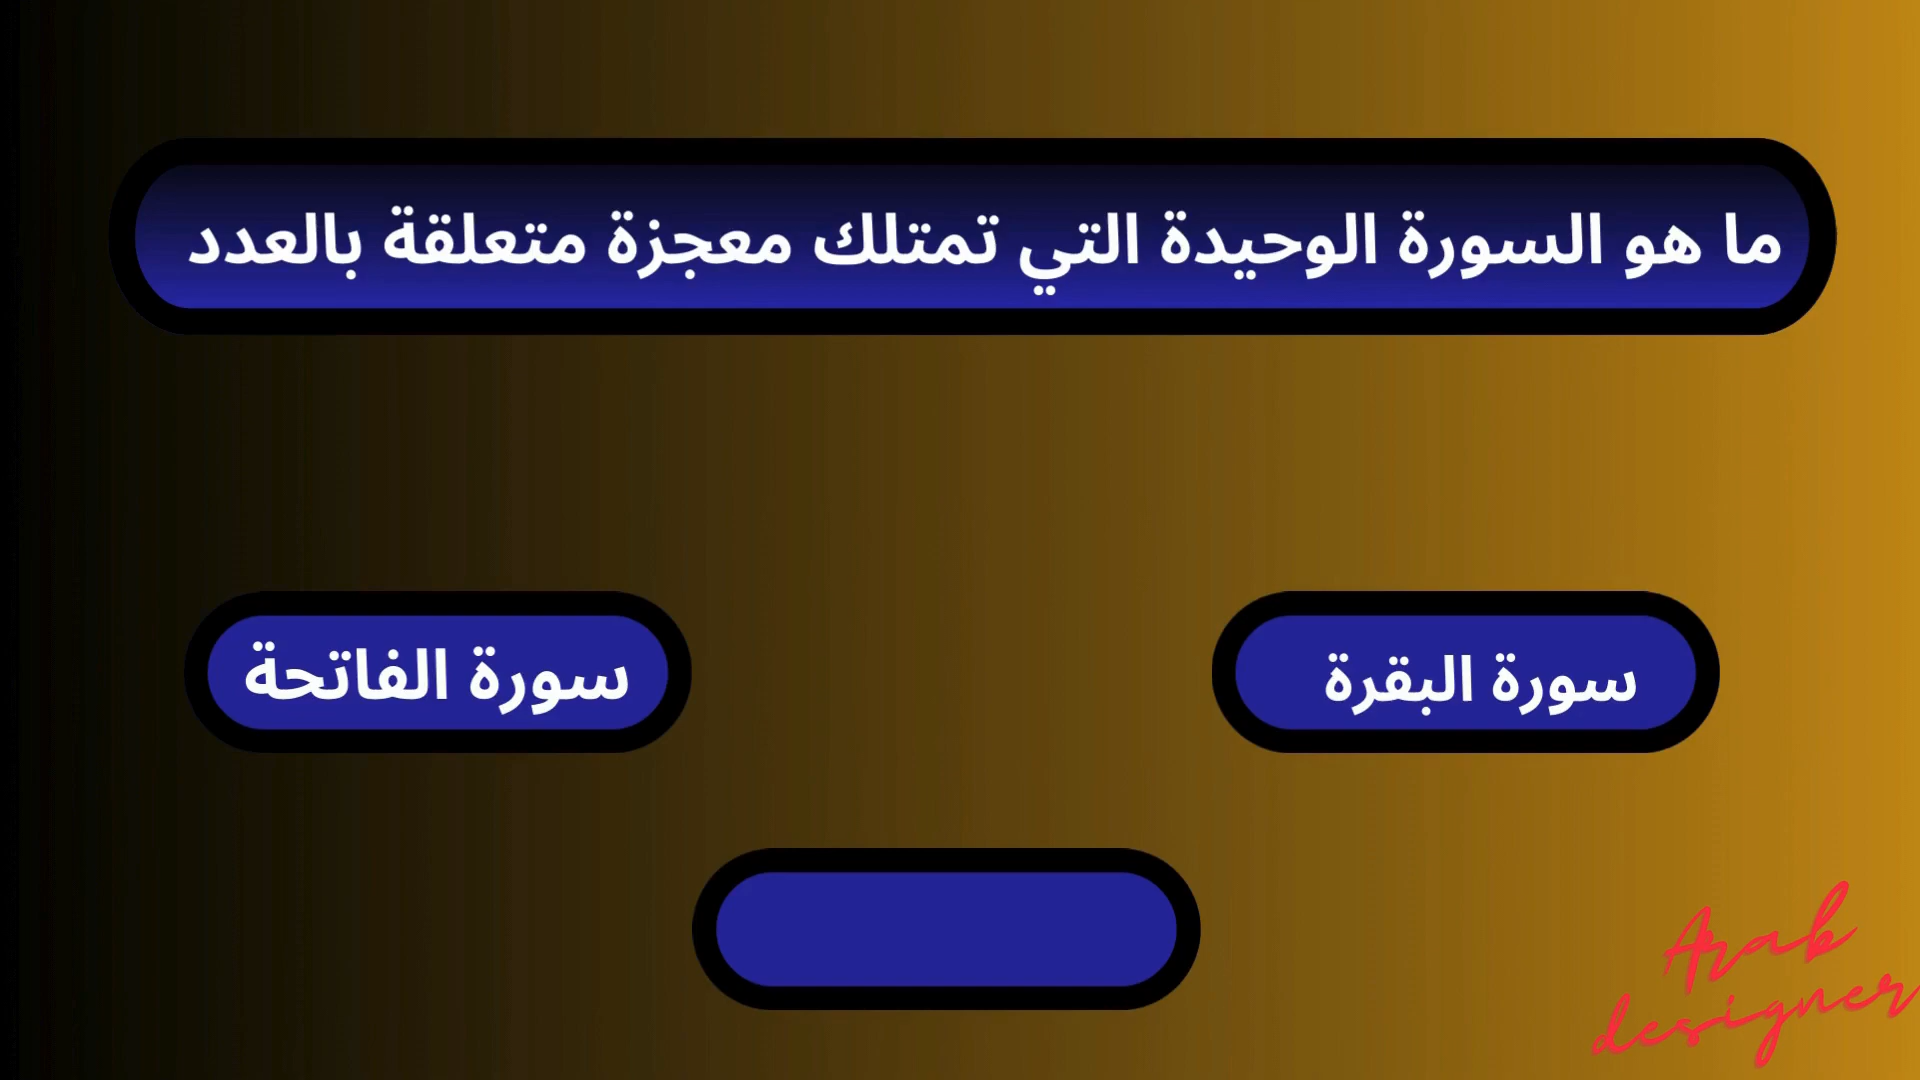 ما هو السورة الوحيدة التي تمتلك معجزة متعلقة بالعدد
سورة البقرة
سورة الفاتحة
Arab
designer